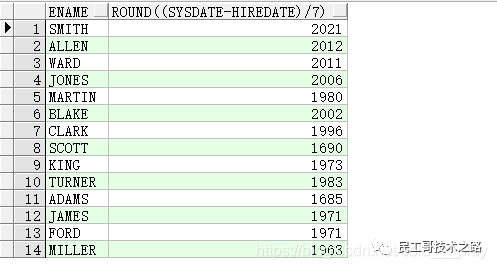 ENAME ROUND((SYSDATE-HIREDATE)/7)
1 SMITH 2021
2 ALLEN 2012
3 WARD 2011
4 JONES 2006
5 MARTIN 1980
6 BLAKE 2002
7 CLARK 1996
8 SCOTT 1690
9 KING 1973
10 TURNER 1983
11 ADAMS 1685
12 JAMES 1971
13 FORD 1971
14 MILLER 1963
民工哥技术之路